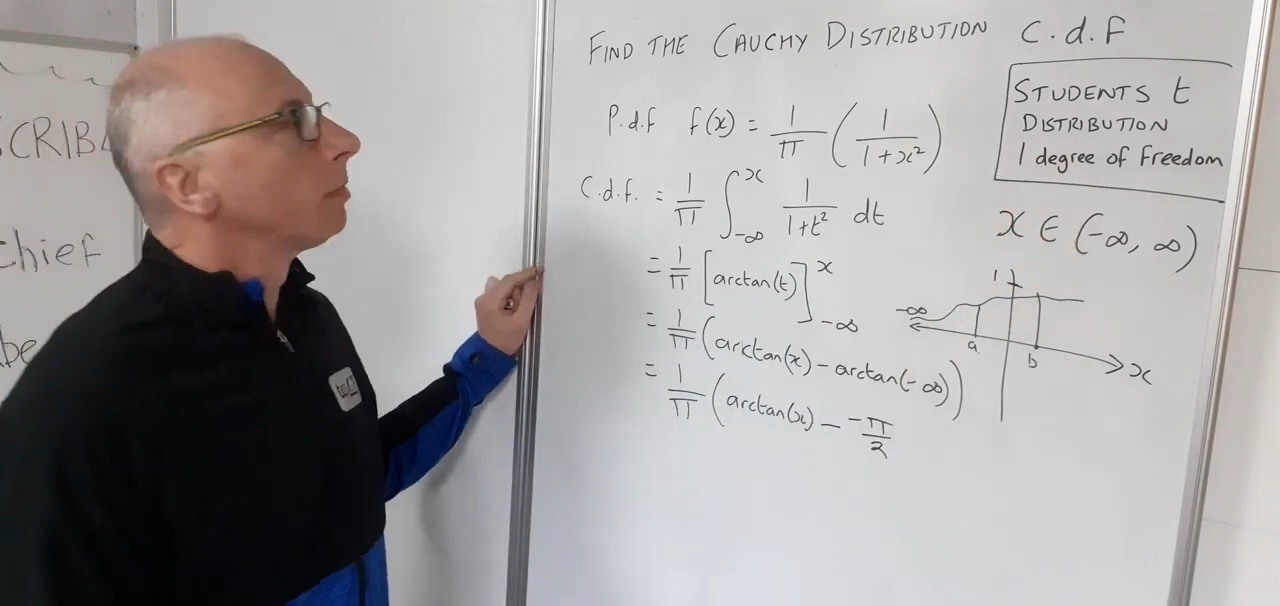 FIND THE CAUCHY DISTRIBUTION C.d.F
P.d.f f(x) = 1/π (1/(1+x²))
C.d.f. = 1/π ∫_{-∞}^{x} 1/(1+t²) dt
= 1/π [arctan(t)]_{-∞}^{x}
= 1/π (arctan(x) - arctan(-∞))
= 1/π (arctan(x) - -π/2
STUDENTS t
DISTRIBUTION
1 degree of Freedom
x ∈ (-∞, ∞)
1
-∞
a
b
x
chief
be